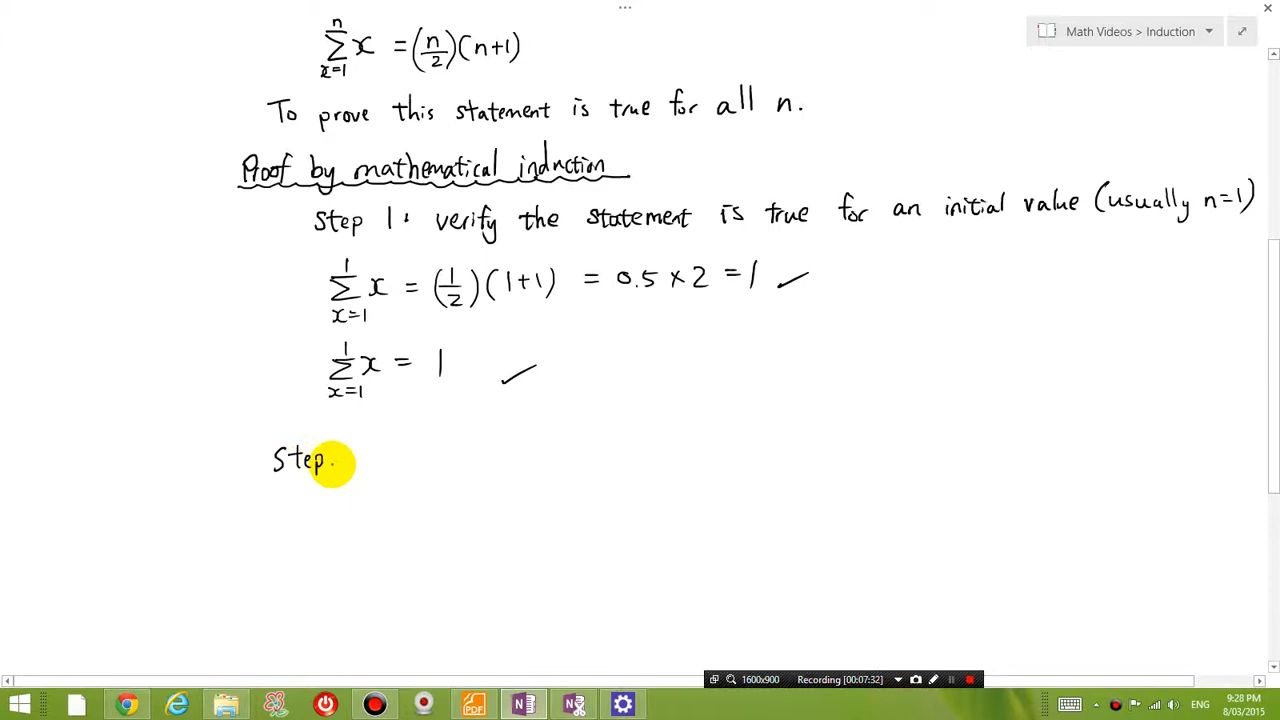 ...
Math Videos > Induction
n
∑ x = (n/2)(n+1)
x=1
To prove this statement is true for all n.
Proof by mathematical induction
Step 1: verify the statement is true for an initial value (usually n=1)
1
∑ x = (1/2)(1+1) = 0.5 × 2 = 1 ✓
x=1
1
∑ x = 1 ✓
x=1
Step
1600x900 Recording [00:07:32]
PDF
N
N
ENG
9:28 PM
8/03/2015